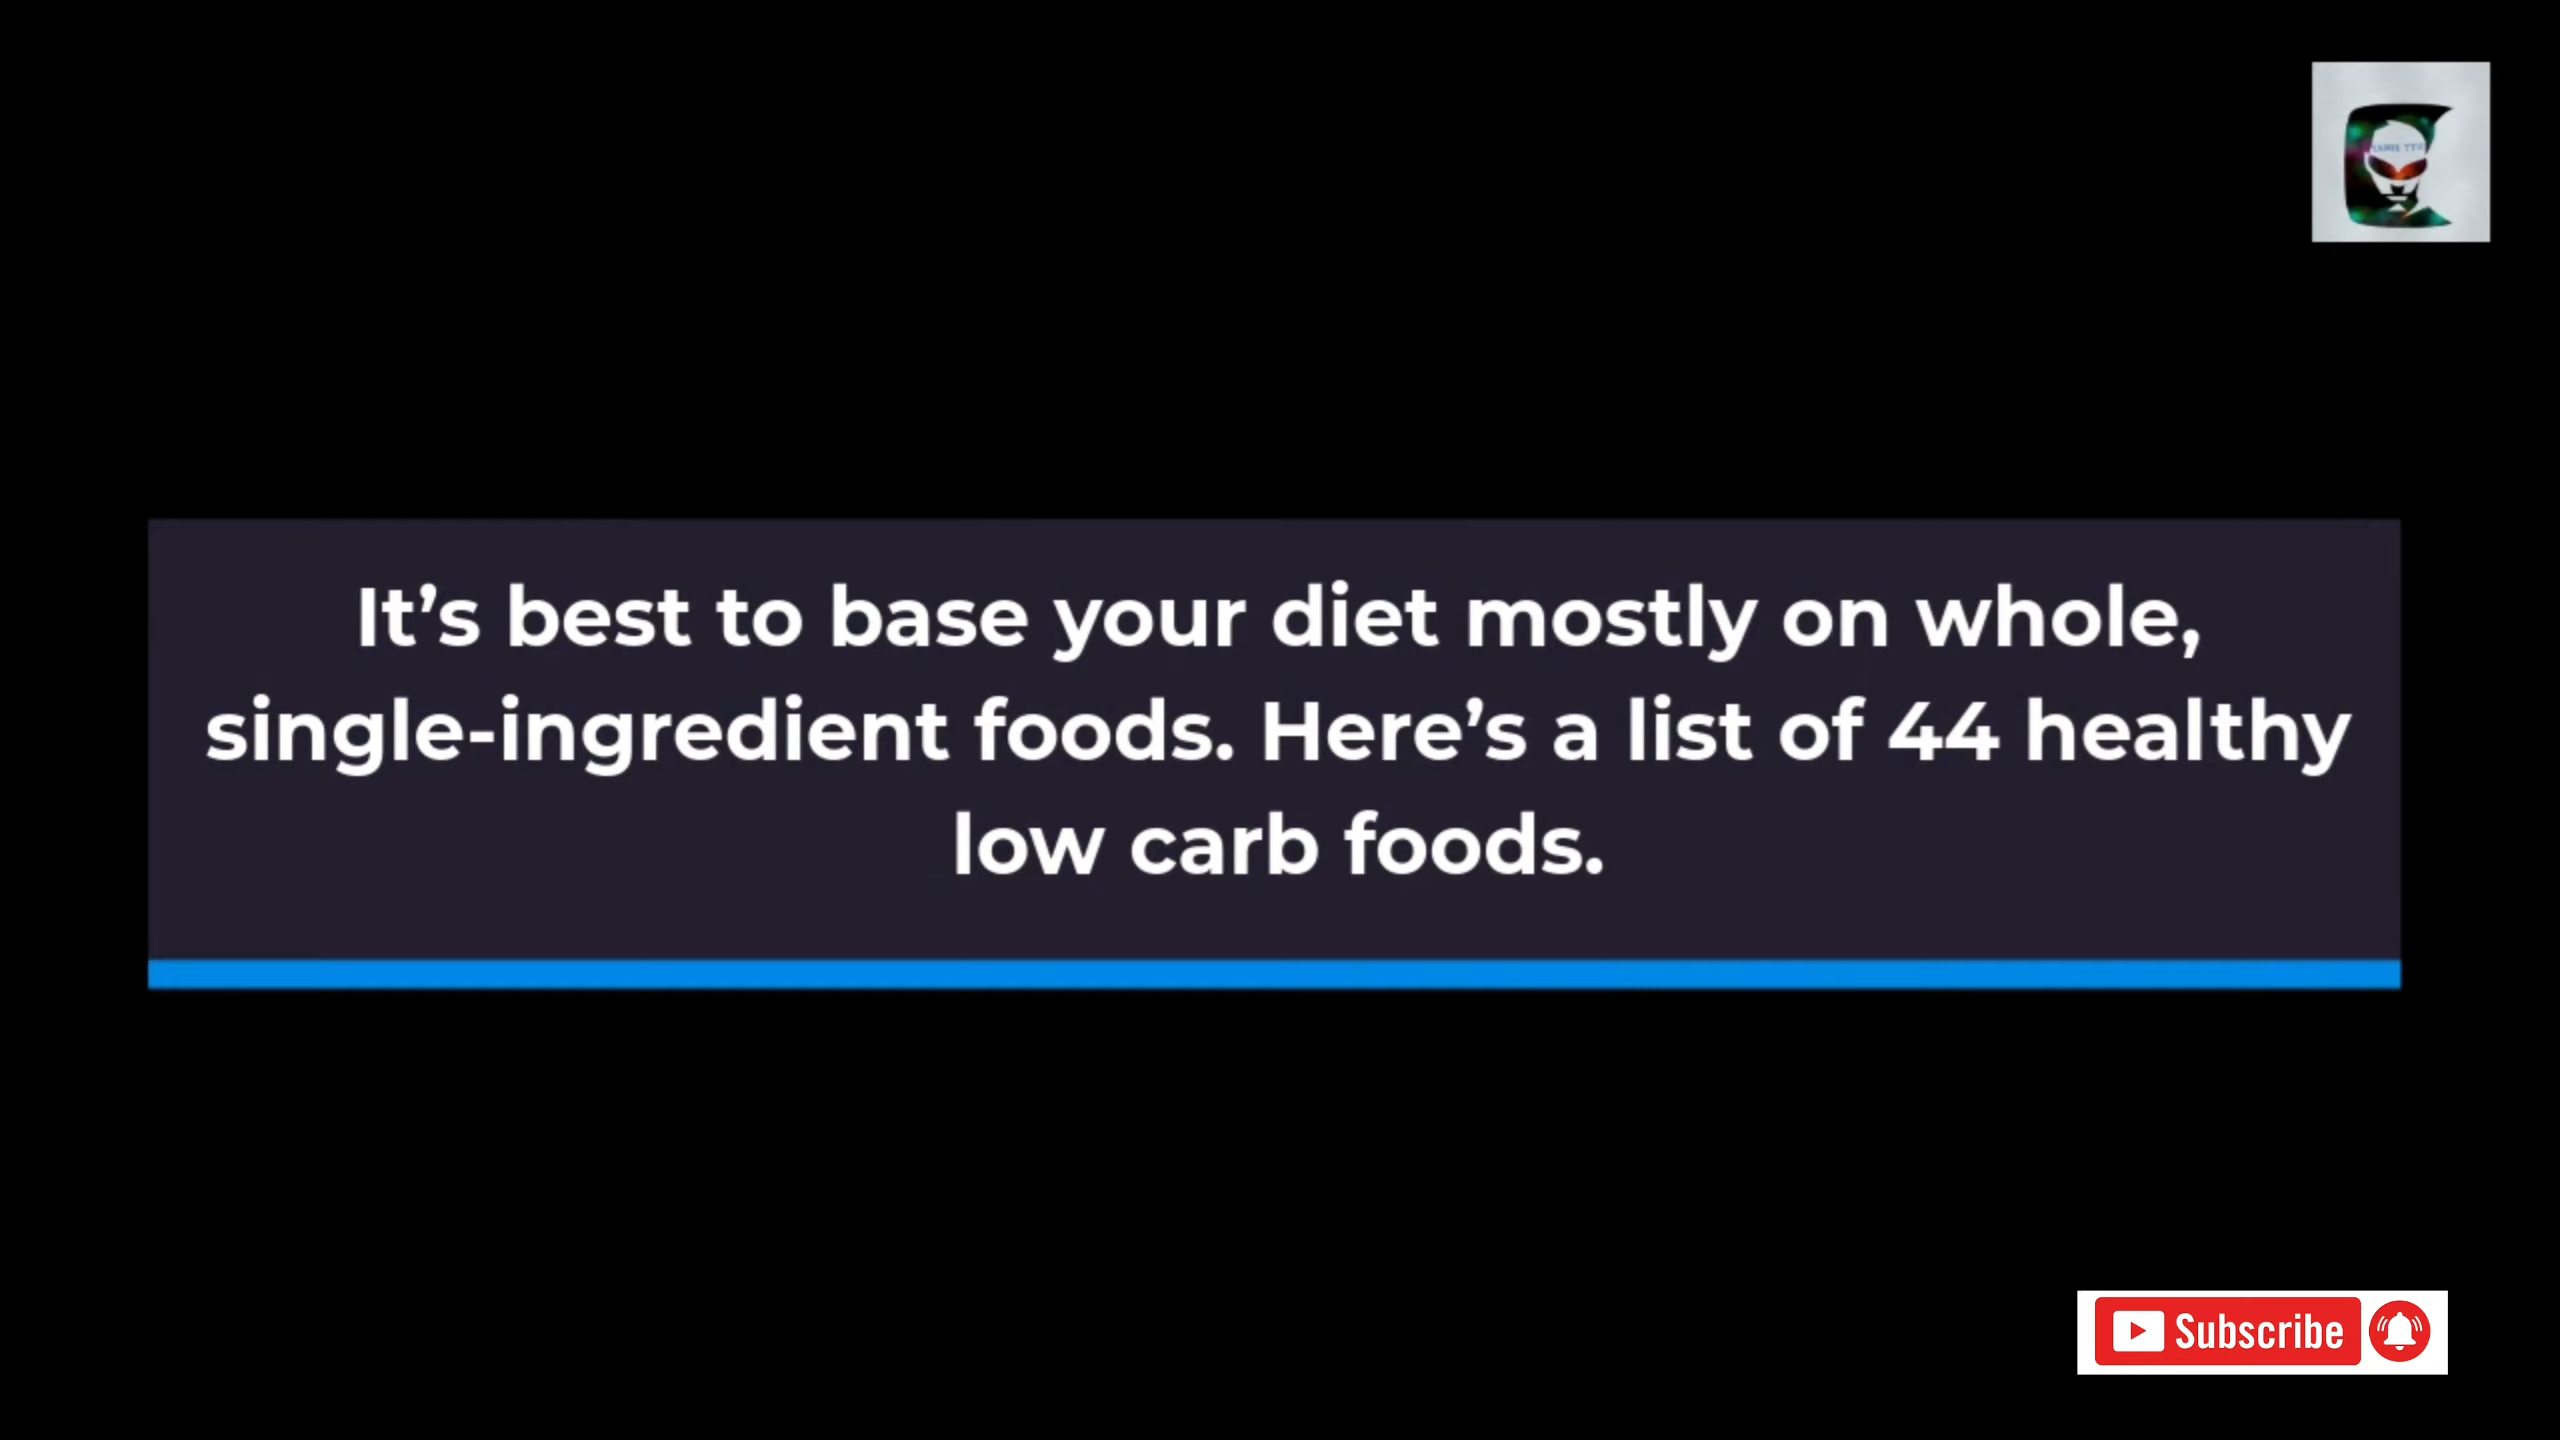 It’s best to base your diet mostly on whole,
single-ingredient foods. Here’s a list of 44 healthy
low carb foods.
Subscribe